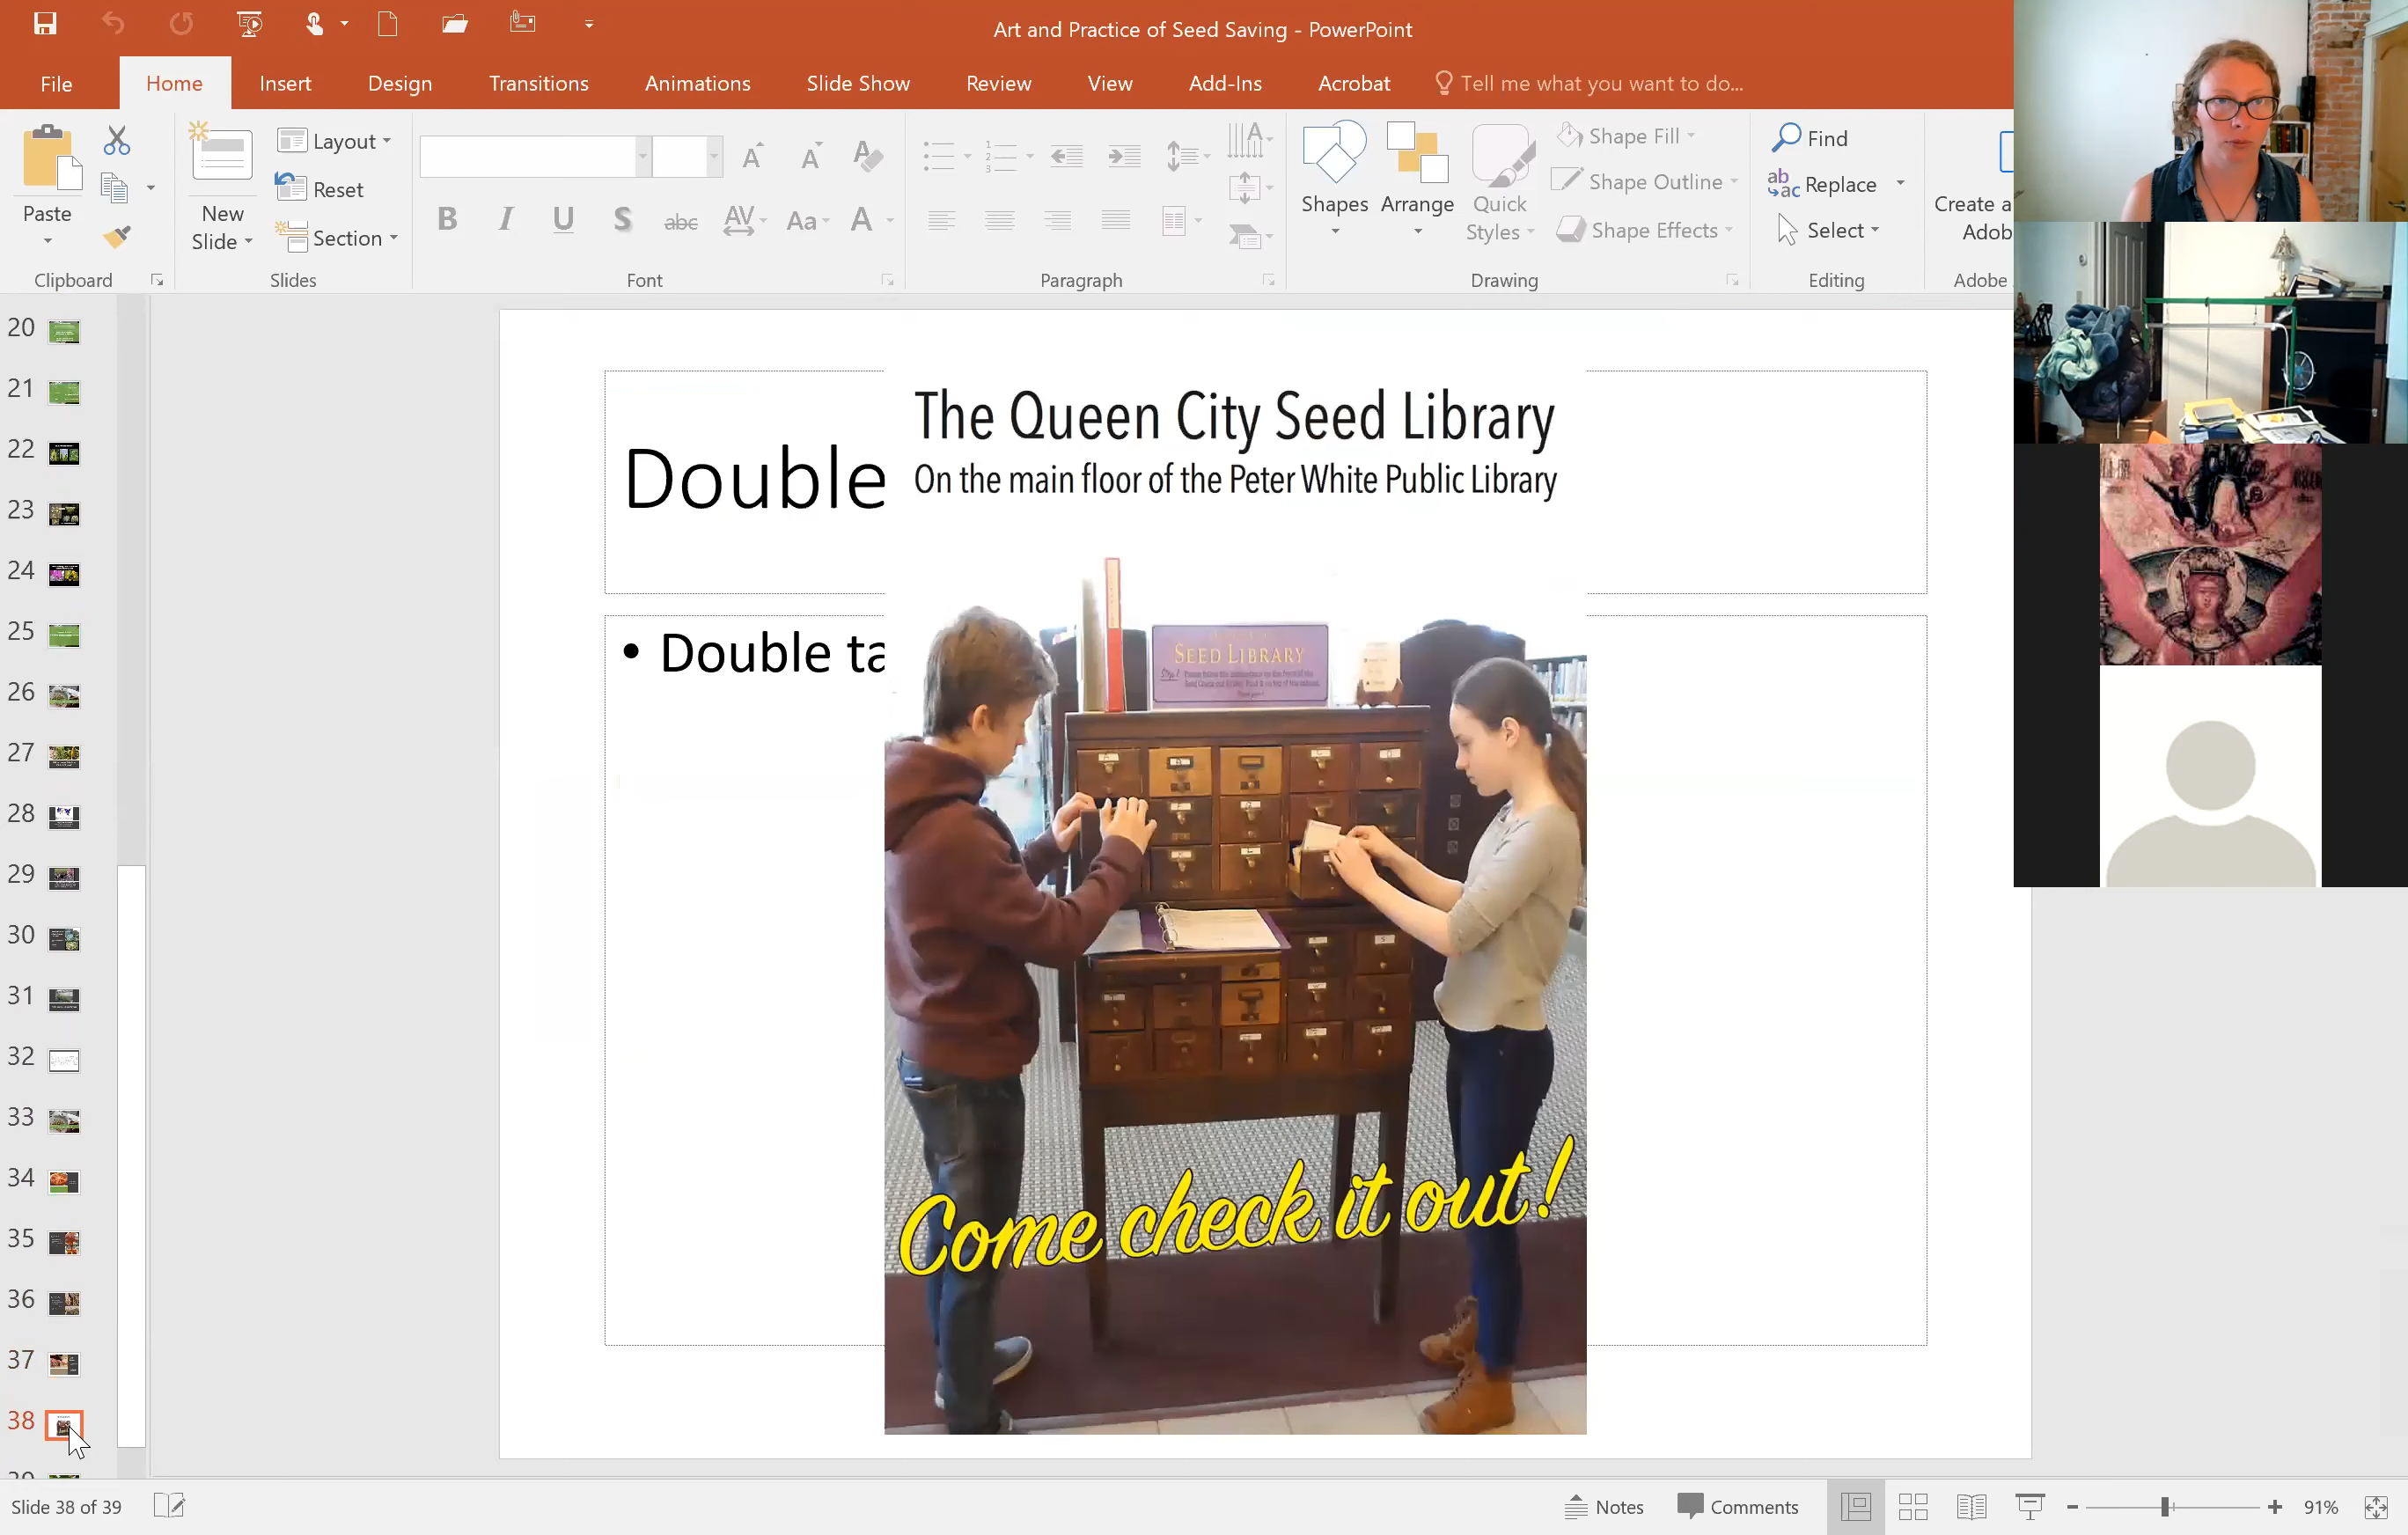 Art and Practice of Seed Saving - PowerPoint
File Home Insert Design Transitions Animations Slide Show Review View Add-Ins Acrobat Tell me what you want to do...
Paste
New
Slide
Layout
Reset
Section
B I U S abc AV Aa A
Shapes
Arrange
Quick
Styles
Shape Fill
Shape Outline
Shape Effects
Find
Replace
Select
Create a
Adob
Clipboard Slides Font Paragraph Drawing Editing Adobe
20
21
22
23
24
25
26
27
28
29
30
31
32
33
34
35
36
37
38
39
Double
The Queen City Seed Library
On the main floor of the Peter White Public Library
• Double ta
SEED LIBRARY
Come check it out!
Slide 38 of 39
Notes Comments 91%